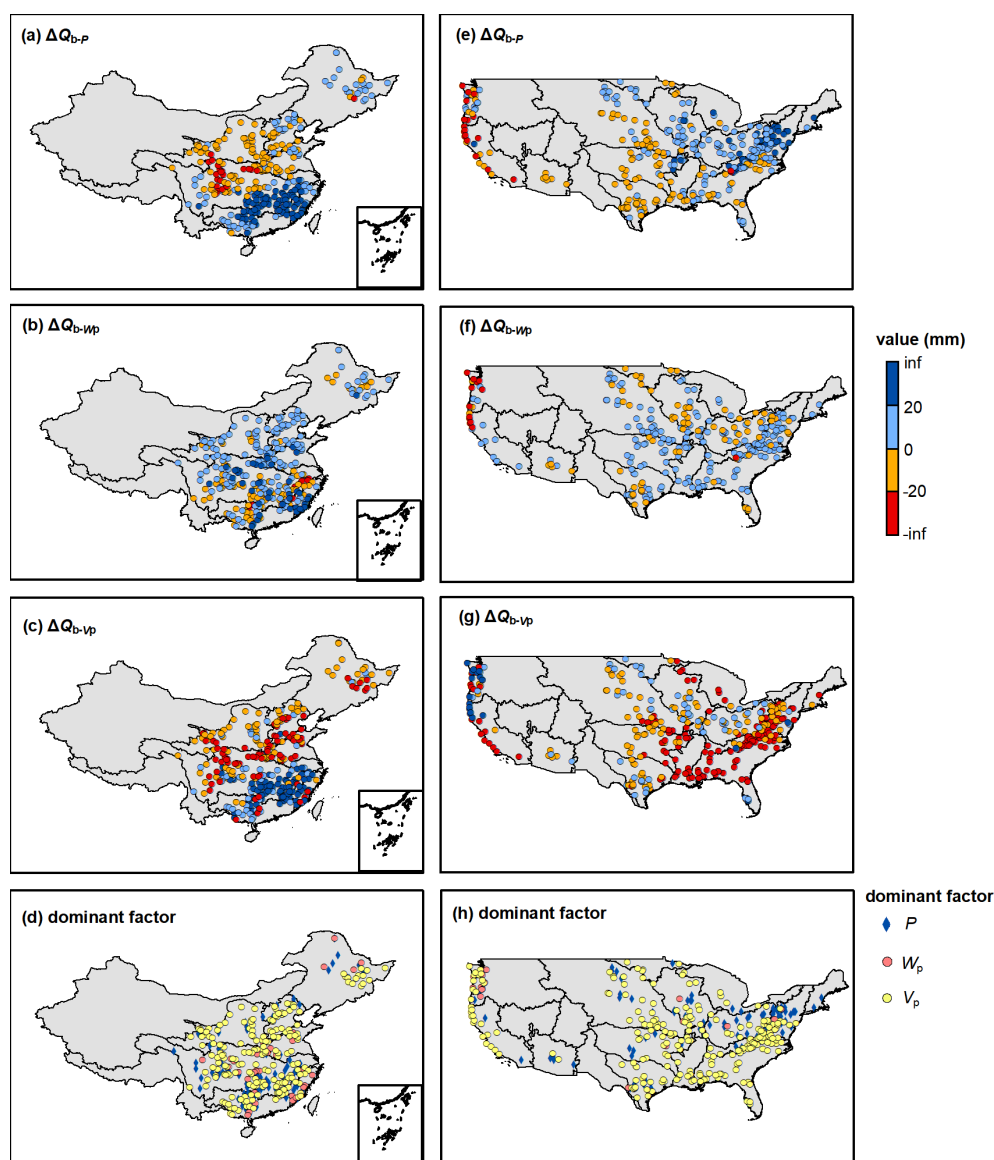 (a) ΔQb-P
(e) ΔQb-P
(b) ΔQb-Wp
(f) ΔQb-Wp
value (mm)
inf
20
0
-20
-inf
(c) ΔQb-Vp
(g) ΔQb-Vp
(d) dominant factor
(h) dominant factor
dominant factor
P
Wp
Vp